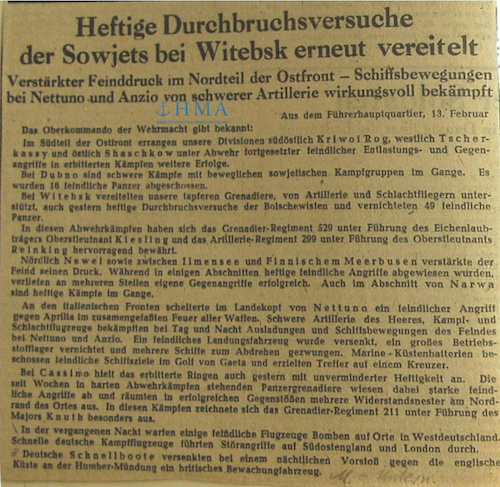 Heftige Durchbruchsversuche
der Sowjets bei Witebsk erneut vereitelt
Verstärkter Feinddruck im Nordteil der Ostfront — Schiffsbewegungen
bei Nettuno und Anzio von schwerer Artillerie wirkungsvoll bekämpft
HMA
Aus dem Führerhauptquartier, 13. Februar
Das Oberkommando der Wehrmacht gibt bekannt:
Im Südteil der Ostfront errangen unsere Divisionen südöstlich Kriwoi Rog, westlich Tscher-
kassy und östlich Shaschkow unter Abwehr fortgesetzter feindlicher Entlastungs- und Gegen-
angriffe in erbitterten Kämpfen weitere Erfolge.
Bei Dubno sind schwere Kämpfe mit beweglichen sowjetischen Kampfgruppen im Gange. Es
wurden 16 feindliche Panzer abgeschossen.
Bei Witebsk vereitelten unsere tapferen Grenadiere, von Artillerie und Schlachtfliegern unter-
stützt, auch gestern heftige Durchbruchsversuche der Bolschewisten und vernichteten 49 feindliche
Panzer.
In diesen Abwehrkämpfen haben sich das Grenadier-Regiment 529 unter Führung des Eichenlaub-
trägers Oberstleutnant Kiesling und das Artillerie-Regiment 299 unter Führung des Oberstleutnants
Reinking hervorragend bewährt.
Nördlich Newel sowie zwischen Ilmensee und Finnischem Meerbusen verstärkte der
Feind seinen Druck. Während in einigen Abschnitten heftige feindliche Angriffe abgewiesen wurden,
verliefen an mehreren Stellen eigene Gegenangriffe erfolgreich. Auch im Abschnitt von Narwa
sind heftige Kämpfe im Gange.
An den italienischen Fronten scheiterte im Landekopf von Nettuno ein feindlicher Angriff
gegen Aprilia im zusammengefaßten Feuer aller Waffen. Schwere Artillerie des Heeres, Kampf- und
Schlachtflugzeuge bekämpften bei Tag und Nacht Ausladungen und Schiffsbewegungen des Feindes
bei Nettuno und Anzio. Ein feindliches Landungsfahrzeug wurde versenkt, ein großes Betriebs-
stofflager vernichtet und mehrere Schiffe zum Abdrehen gezwungen. Marine-Küstenbatterien be-
schossen feindliche Schiffsziele im Golf von Gaeta und erzielten Treffer auf einem Kreuzer.
Bei Cassino hielt das erbitterte Ringen auch gestern mit unverminderter Heftigkeit an. Die
seit Wochen in harten Abwehrkämpfen stehenden Panzergrenadiere wiesen dabei starke feind-
liche Angriffe ab und räumten in erfolgreichen Gegenstößen mehrere Widerstandsnester am Nord-
rand des Ortes aus. In diesen Kämpfen zeichnete sich das Grenadier-Regiment 211 unter Führung des
Majors Knuth besonders aus.
In der vergangenen Nacht warfen einige feindliche Flugzeuge Bomben auf Orte in Westdeutschland.
Schnelle deutsche Kampfflugzeuge führten Störangriffe auf Südostengland und London durch.
Deutsche Schnellboote versenkten bei einem nächtlichen Vorstoß gegen die englische
Küste an der Humber-Mündung ein britisches Bewachungsfahrzeug.